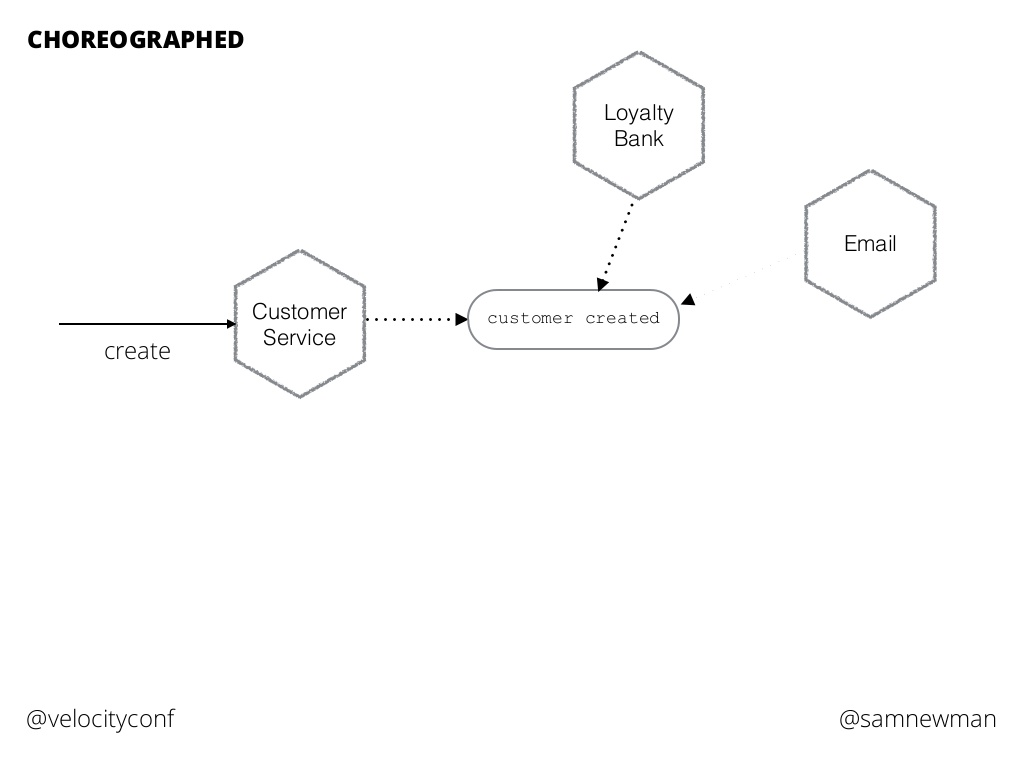 CHOREOGRAPHED
Loyalty
Bank
Email
Customer
Service
customer created
create
@velocityconf
@samnewman